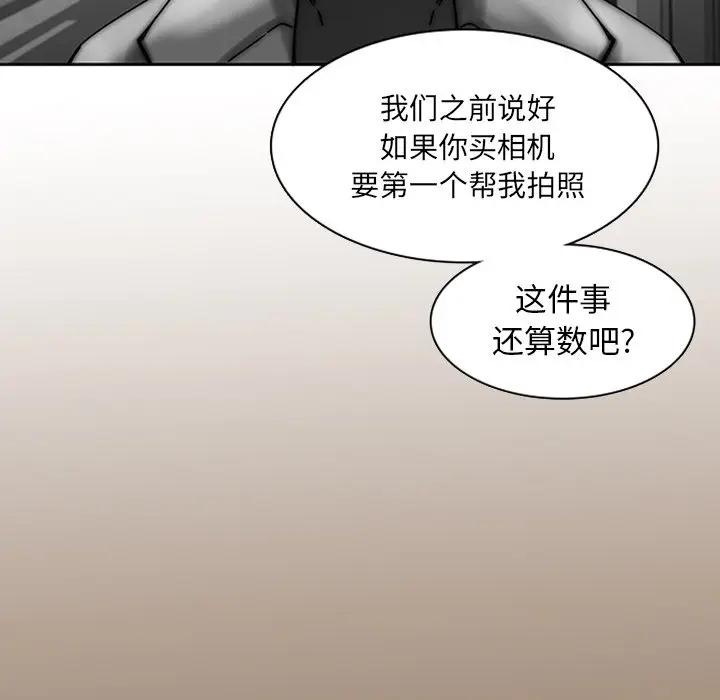 我们之前说好
如果你买相机
要第一个帮我拍照
这件事
还算数吧?